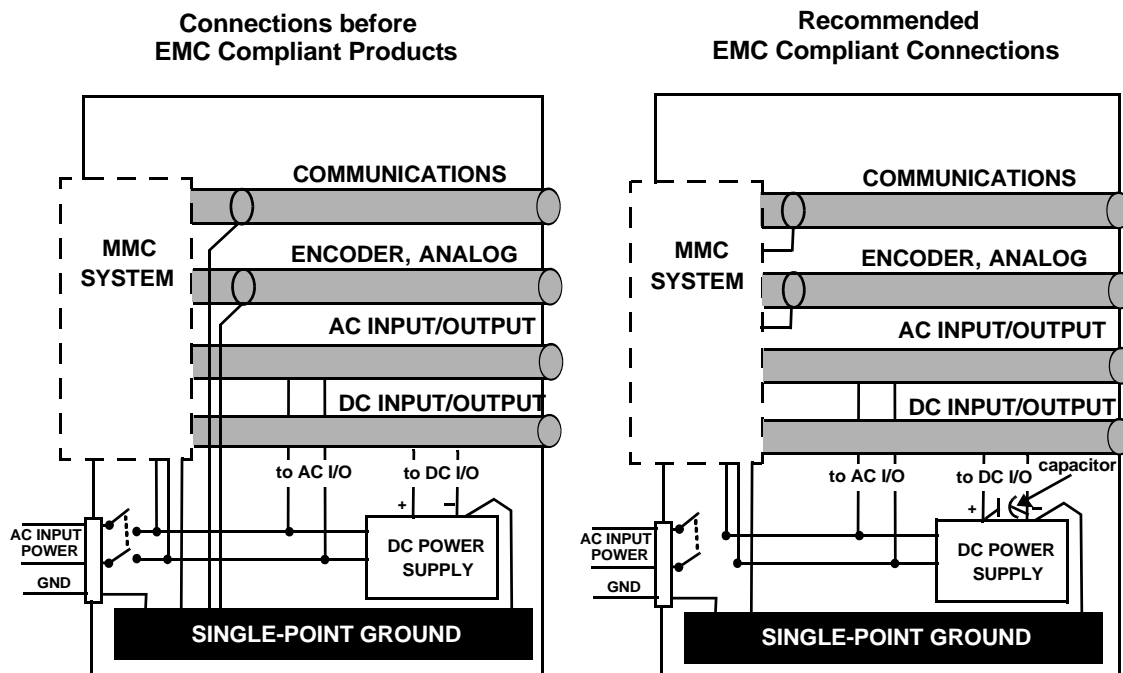 Connections before
EMC Compliant Products
COMMUNICATIONS
MMC
SYSTEM
ENCODER, ANALOG
AC INPUT/OUTPUT
DC INPUT/OUTPUT
to AC I/O
to DC I/O
+
–
AC INPUT
POWER
GND
DC POWER
SUPPLY
SINGLE-POINT GROUND
Recommended
EMC Compliant Connections
COMMUNICATIONS
MMC
SYSTEM
ENCODER, ANALOG
AC INPUT/OUTPUT
DC INPUT/OUTPUT
to AC I/O
to DC I/O
capacitor
+
-
AC INPUT
POWER
GND
DC POWER
SUPPLY
SINGLE-POINT GROUND